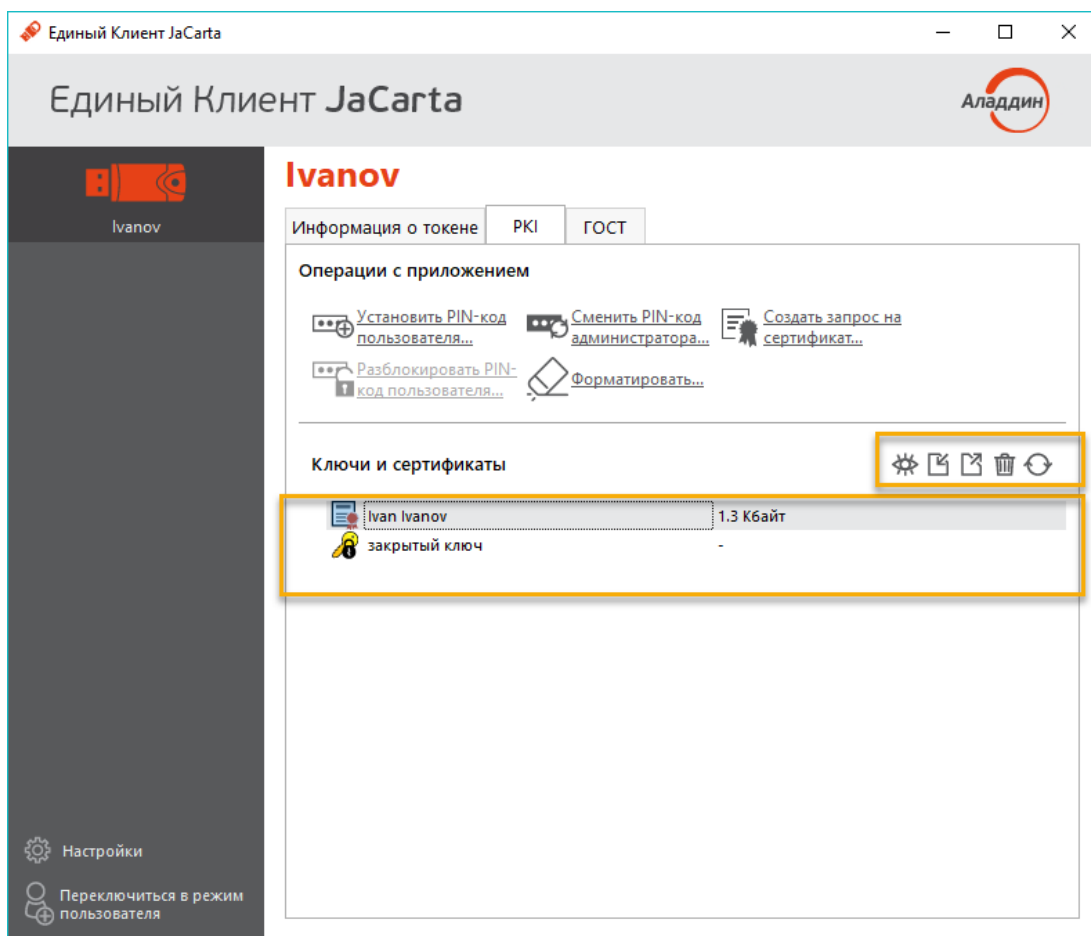 Единый Клиент JaCarta
Единый Клиент JaCarta
Аладдин
Ivanov
Ivanov
Информация о токене
PKI
ГОСТ
Операции с приложением
Установить PIN-код
пользователя...
Сменить PIN-код
администратора...
Создать запрос на
сертификат...
Разблокировать PIN-
код пользователя...
Форматировать...
Ключи и сертификаты
Ivan Ivanov 1.3 Кбайт
закрытый ключ -
Настройки
Переключиться в режим
пользователя